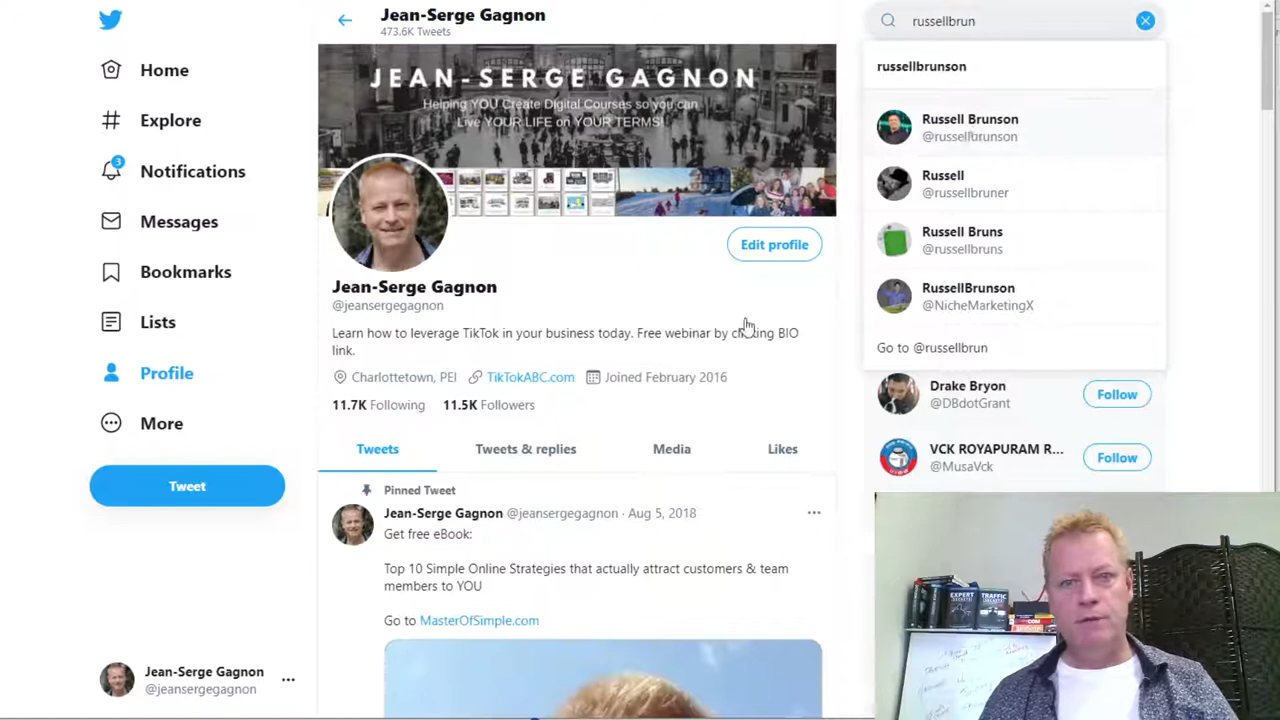 Home
Explore
3
Notifications
Messages
Bookmarks
Lists
Profile
More
Tweet
Jean-Serge Gagnon
@jeansergegagnon
Jean-Serge Gagnon
473.6K Tweets
JEAN-SERGE GAGNON
Helping YOU Create Digital Courses so you can
Live YOUR LIFE on YOUR TERMS!
Edit profile
Jean-Serge Gagnon
@jeansergegagnon
Learn how to leverage TikTok in your business today. Free webinar by clicking BIO
link.
Charlottetown, PEI TikTokABC.com Joined February 2016
11.7K Following 11.5K Followers
Tweets Tweets & replies Media Likes
Pinned Tweet
Jean-Serge Gagnon @jeansergegagnon · Aug 5, 2018
Get free eBook:
Top 10 Simple Online Strategies that actually attract customers & team
members to YOU
Go to MasterOfSimple.com
russellbrun
russellbrunson
Russell Brunson
@russellbrunson
Russell
@russellbruner
Russell Bruns
@russellbruns
RussellBrunson
@NicheMarketingX
Go to @russellbrun
Drake Bryon
@DBdotGrant
Follow
VCK ROYAPURAM R...
@MusaVck
Follow
EXPERT
SECRETS
TRAFFIC
SECRETS